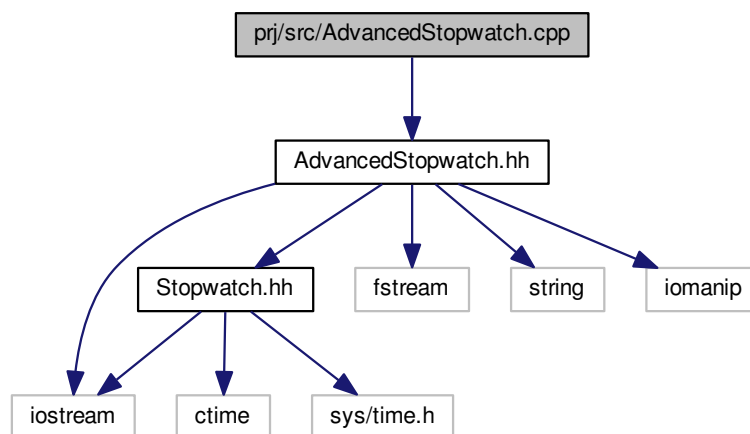 prj/src/AdvancedStopwatch.cpp
AdvancedStopwatch.hh
Stopwatch.hh
fstream
string
iomanip
iostream
ctime
sys/time.h